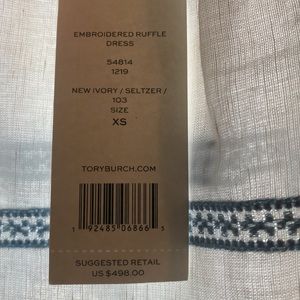 EMBROIDERED RUFFLE
DRESS
54814
1219
NEW IVORY / SELTZER /
103
SIZE
XS
TORYBURCH.COM
1 92485 06866 5
SUGGESTED RETAIL
US $498.00